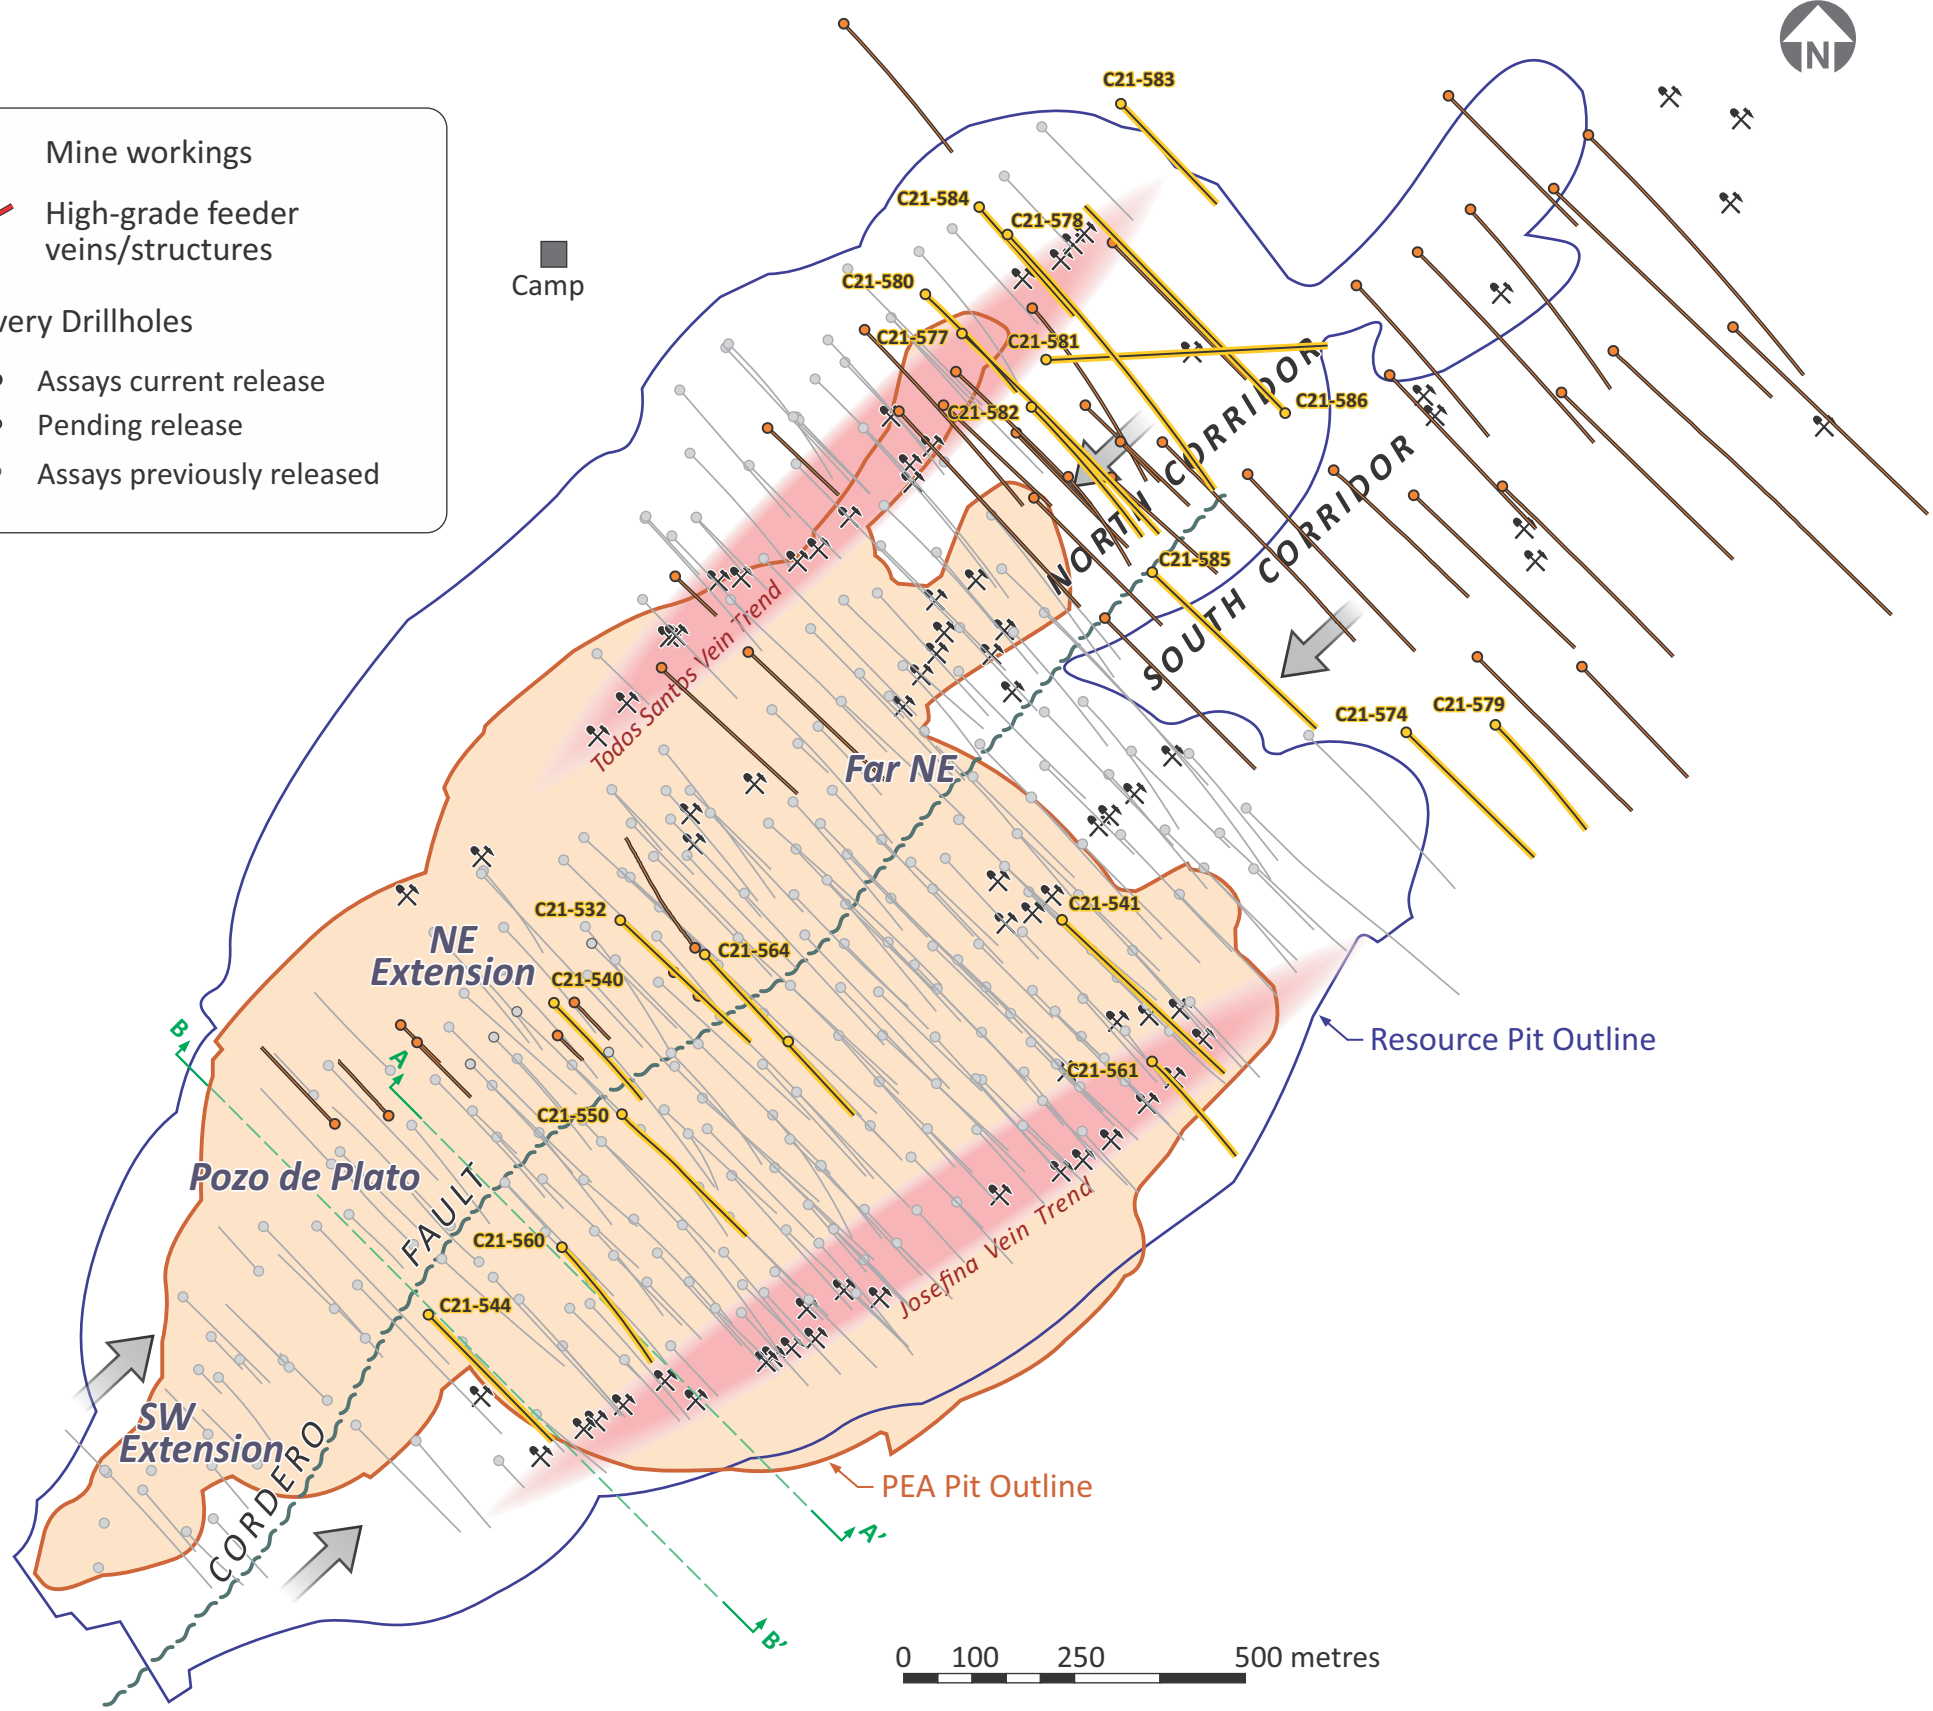 N
C21-583
Mine workings
High-grade feeder
veins/structures
very Drillholes
Assays current release
Pending release
Assays previously released
Camp
C21-584
C21-578
C21-580
C21-577
C21-581
C21-582
C21-586
NORTH CORRIDOR
SOUTH CORRIDOR
C21-585
Todos Santos Vein Trend
C21-574
C21-579
Far NE
C21-532
C21-541
NE
Extension
C21-564
C21-540
B
A
Resource Pit Outline
C21-561
C21-550
Pozo de Plato
CORDERO FAULT
C21-560
Josefina Vein Trend
C21-544
SW
Extension
PEA Pit Outline
A'
B'
0 100 250 500 metres